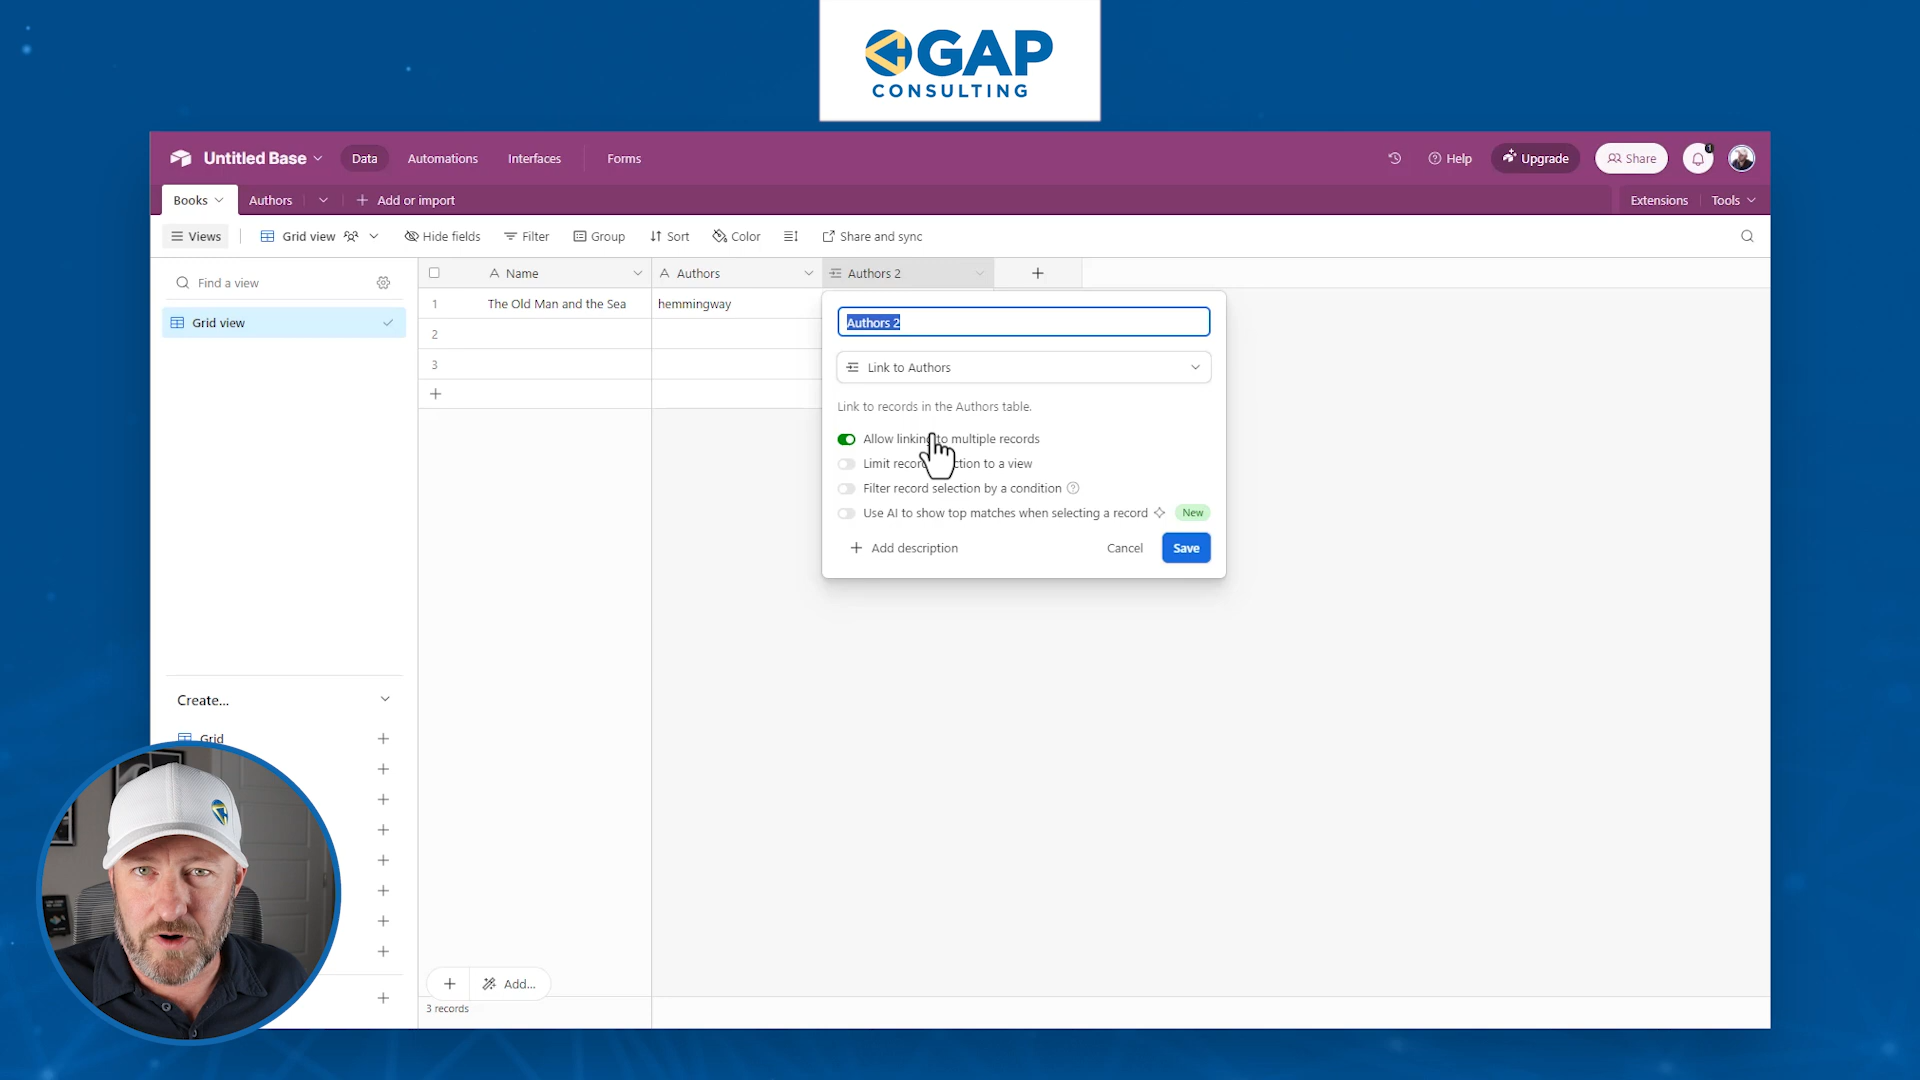 GAP
CONSULTING
Untitled Base
Data
Automations
Interfaces
Forms
Help
Upgrade
Share
1
Books
Authors
Add or import
Extensions
Tools
Views
Grid view
Hide fields
Filter
Group
Sort
Color
Share and sync
Find a view
Grid view
Name
Authors
Authors 2
1
The Old Man and the Sea
hemmingway
2
3
Authors 2
Link to Authors
Link to records in the Authors table.
Allow linking to multiple records
Limit record to a view
Filter record selection by a condition
Use AI to show top matches when selecting a record
New
Add description
Cancel
Save
Create...
Grid
Add...
3 records